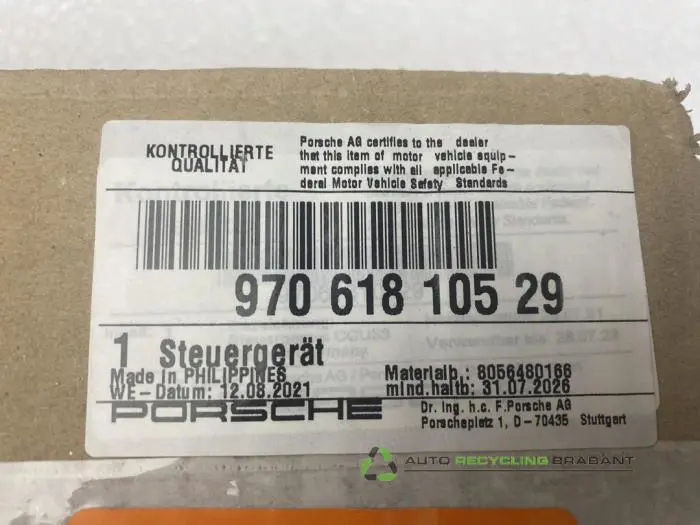 KONTROLLIERTE
QUALITÄT
Porsche AG certifies to the dealer
that this item of motor vehicle equip-
ment complies with all applicable Fe-
deral Motor Vehicle Safety Standards
970 618 105 29
1 Steuergerät
Made in PHILIPPINES
WE-Datum: 12.08.2021
Materialb.: 8056480166
mind.haltb: 31.07.2026
PORSCHE
Dr. Ing. h.c. F.Porsche AG
Porscheplatz 1, D-70435 Stuttgart
AUTO RECYCLING BRABANT